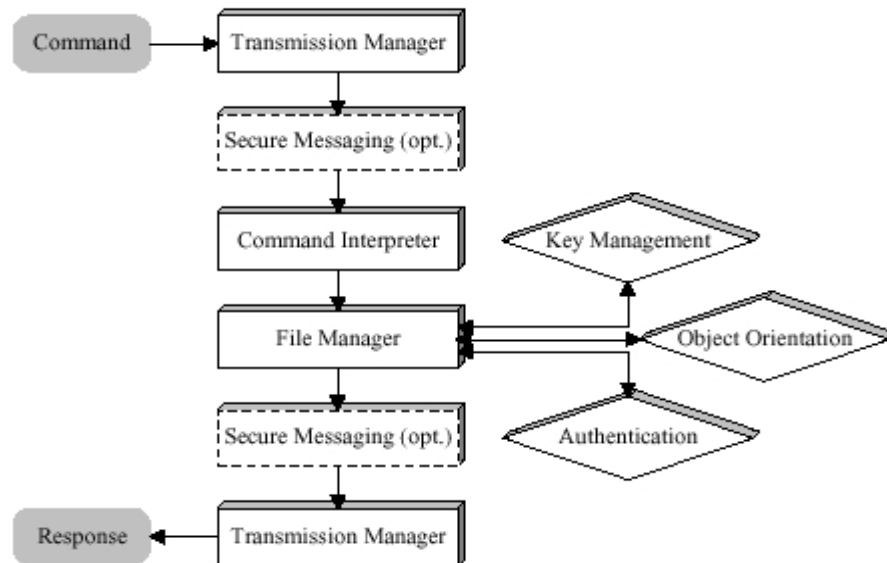 Command
Transmission Manager
Secure Messaging (opt.)
Command Interpreter
Key Management
File Manager
Object Orientation
Secure Messaging (opt.)
Authentication
Response
Transmission Manager